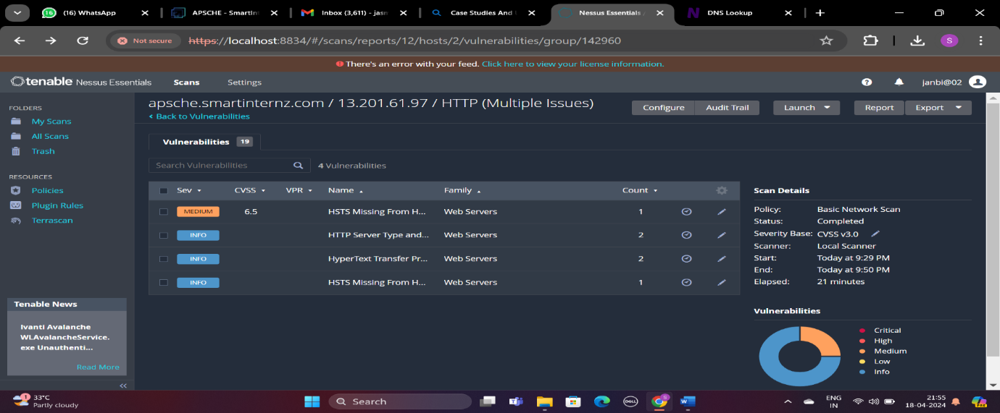 (16) WhatsApp
APSCHE - SmartIn
Inbox (3,611) - jasn
Case Studies And
Nessus Essentials
DNS Lookup
Not secure https://localhost:8834/#/scans/reports/12/hosts/2/vulnerabilities/group/142960
There's an error with your feed. Click here to view your license information.
tenable Nessus Essentials Scans Settings janbi@02
FOLDERS
My Scans
All Scans
Trash
RESOURCES
Policies
Plugin Rules
Terrascan
Tenable News
Ivanti Avalanche
WLAvalancheService.
exe Unauthenti...
Read More
apsche.smartinternz.com / 13.201.61.97 / HTTP (Multiple Issues)
< Back to Vulnerabilities
Configure Audit Trail Launch Report Export
Vulnerabilities 19
Search Vulnerabilities 4 Vulnerabilities
Sev CVSS VPR Name Family Count
MEDIUM 6.5 HSTS Missing From H... Web Servers 1
INFO HTTP Server Type and... Web Servers 2
INFO HyperText Transfer Pr... Web Servers 2
INFO HSTS Missing From H... Web Servers 1
Scan Details
Policy: Basic Network Scan
Status: Completed
Severity Base: CVSS v3.0
Scanner: Local Scanner
Start: Today at 9:29 PM
End: Today at 9:50 PM
Elapsed: 21 minutes
Vulnerabilities
Critical
High
Medium
Low
Info
33°C
Partly cloudy
Search
ENG
IN
21:55
18-04-2024